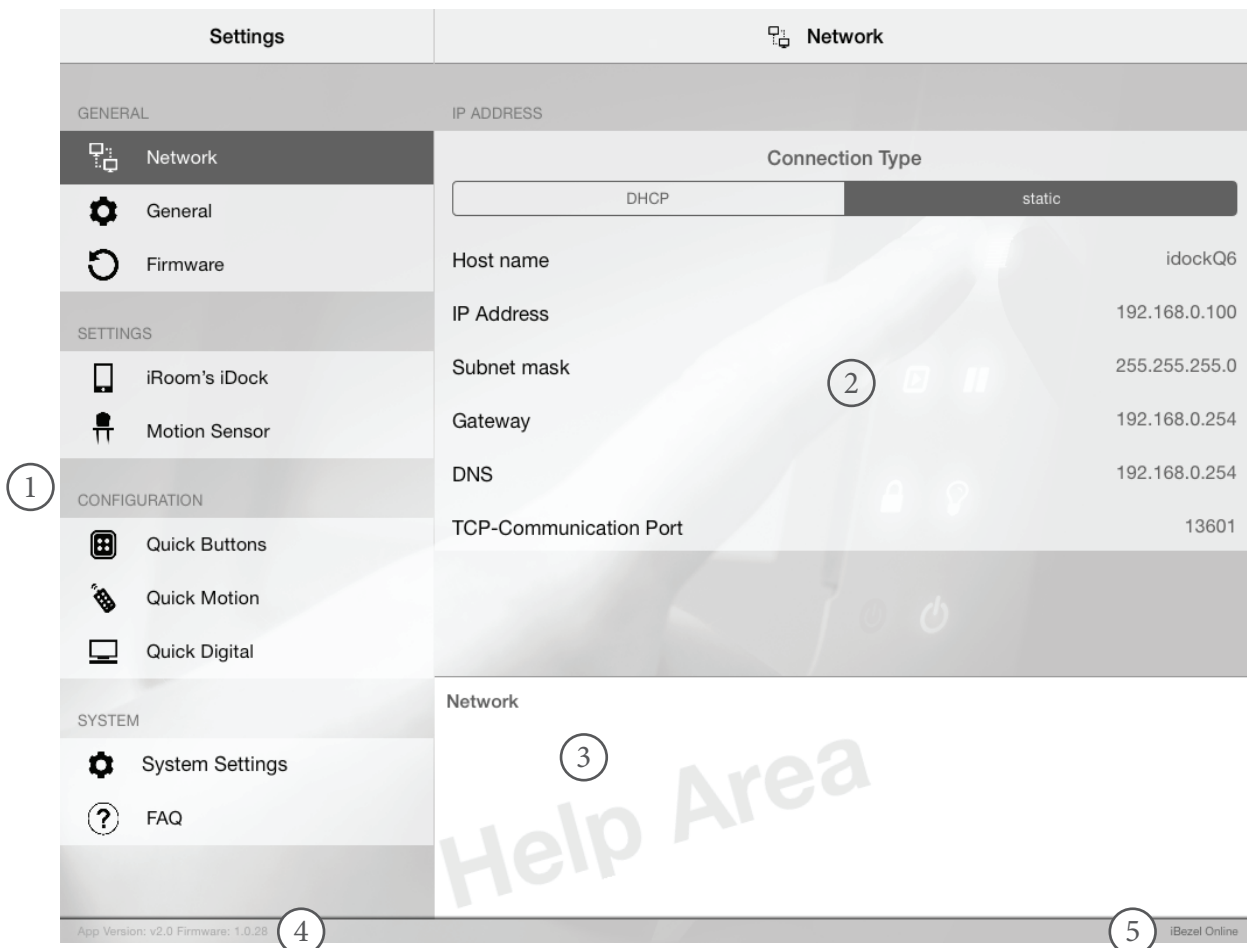 Settings
Network
GENERAL
Network
General
Firmware
SETTINGS
iRoom's iDock
Motion Sensor
1
CONFIGURATION
Quick Buttons
Quick Motion
Quick Digital
SYSTEM
System Settings
? FAQ
IP ADDRESS
Connection Type
DHCP static
Host name idockQ6
IP Address 192.168.0.100
Subnet mask 255.255.255.0
2
Gateway 192.168.0.254
DNS 192.168.0.254
TCP-Communication Port 13601
Network
3
Help Area
App Version: v2.0 Firmware: 1.0.28 4
5 iBezel Online